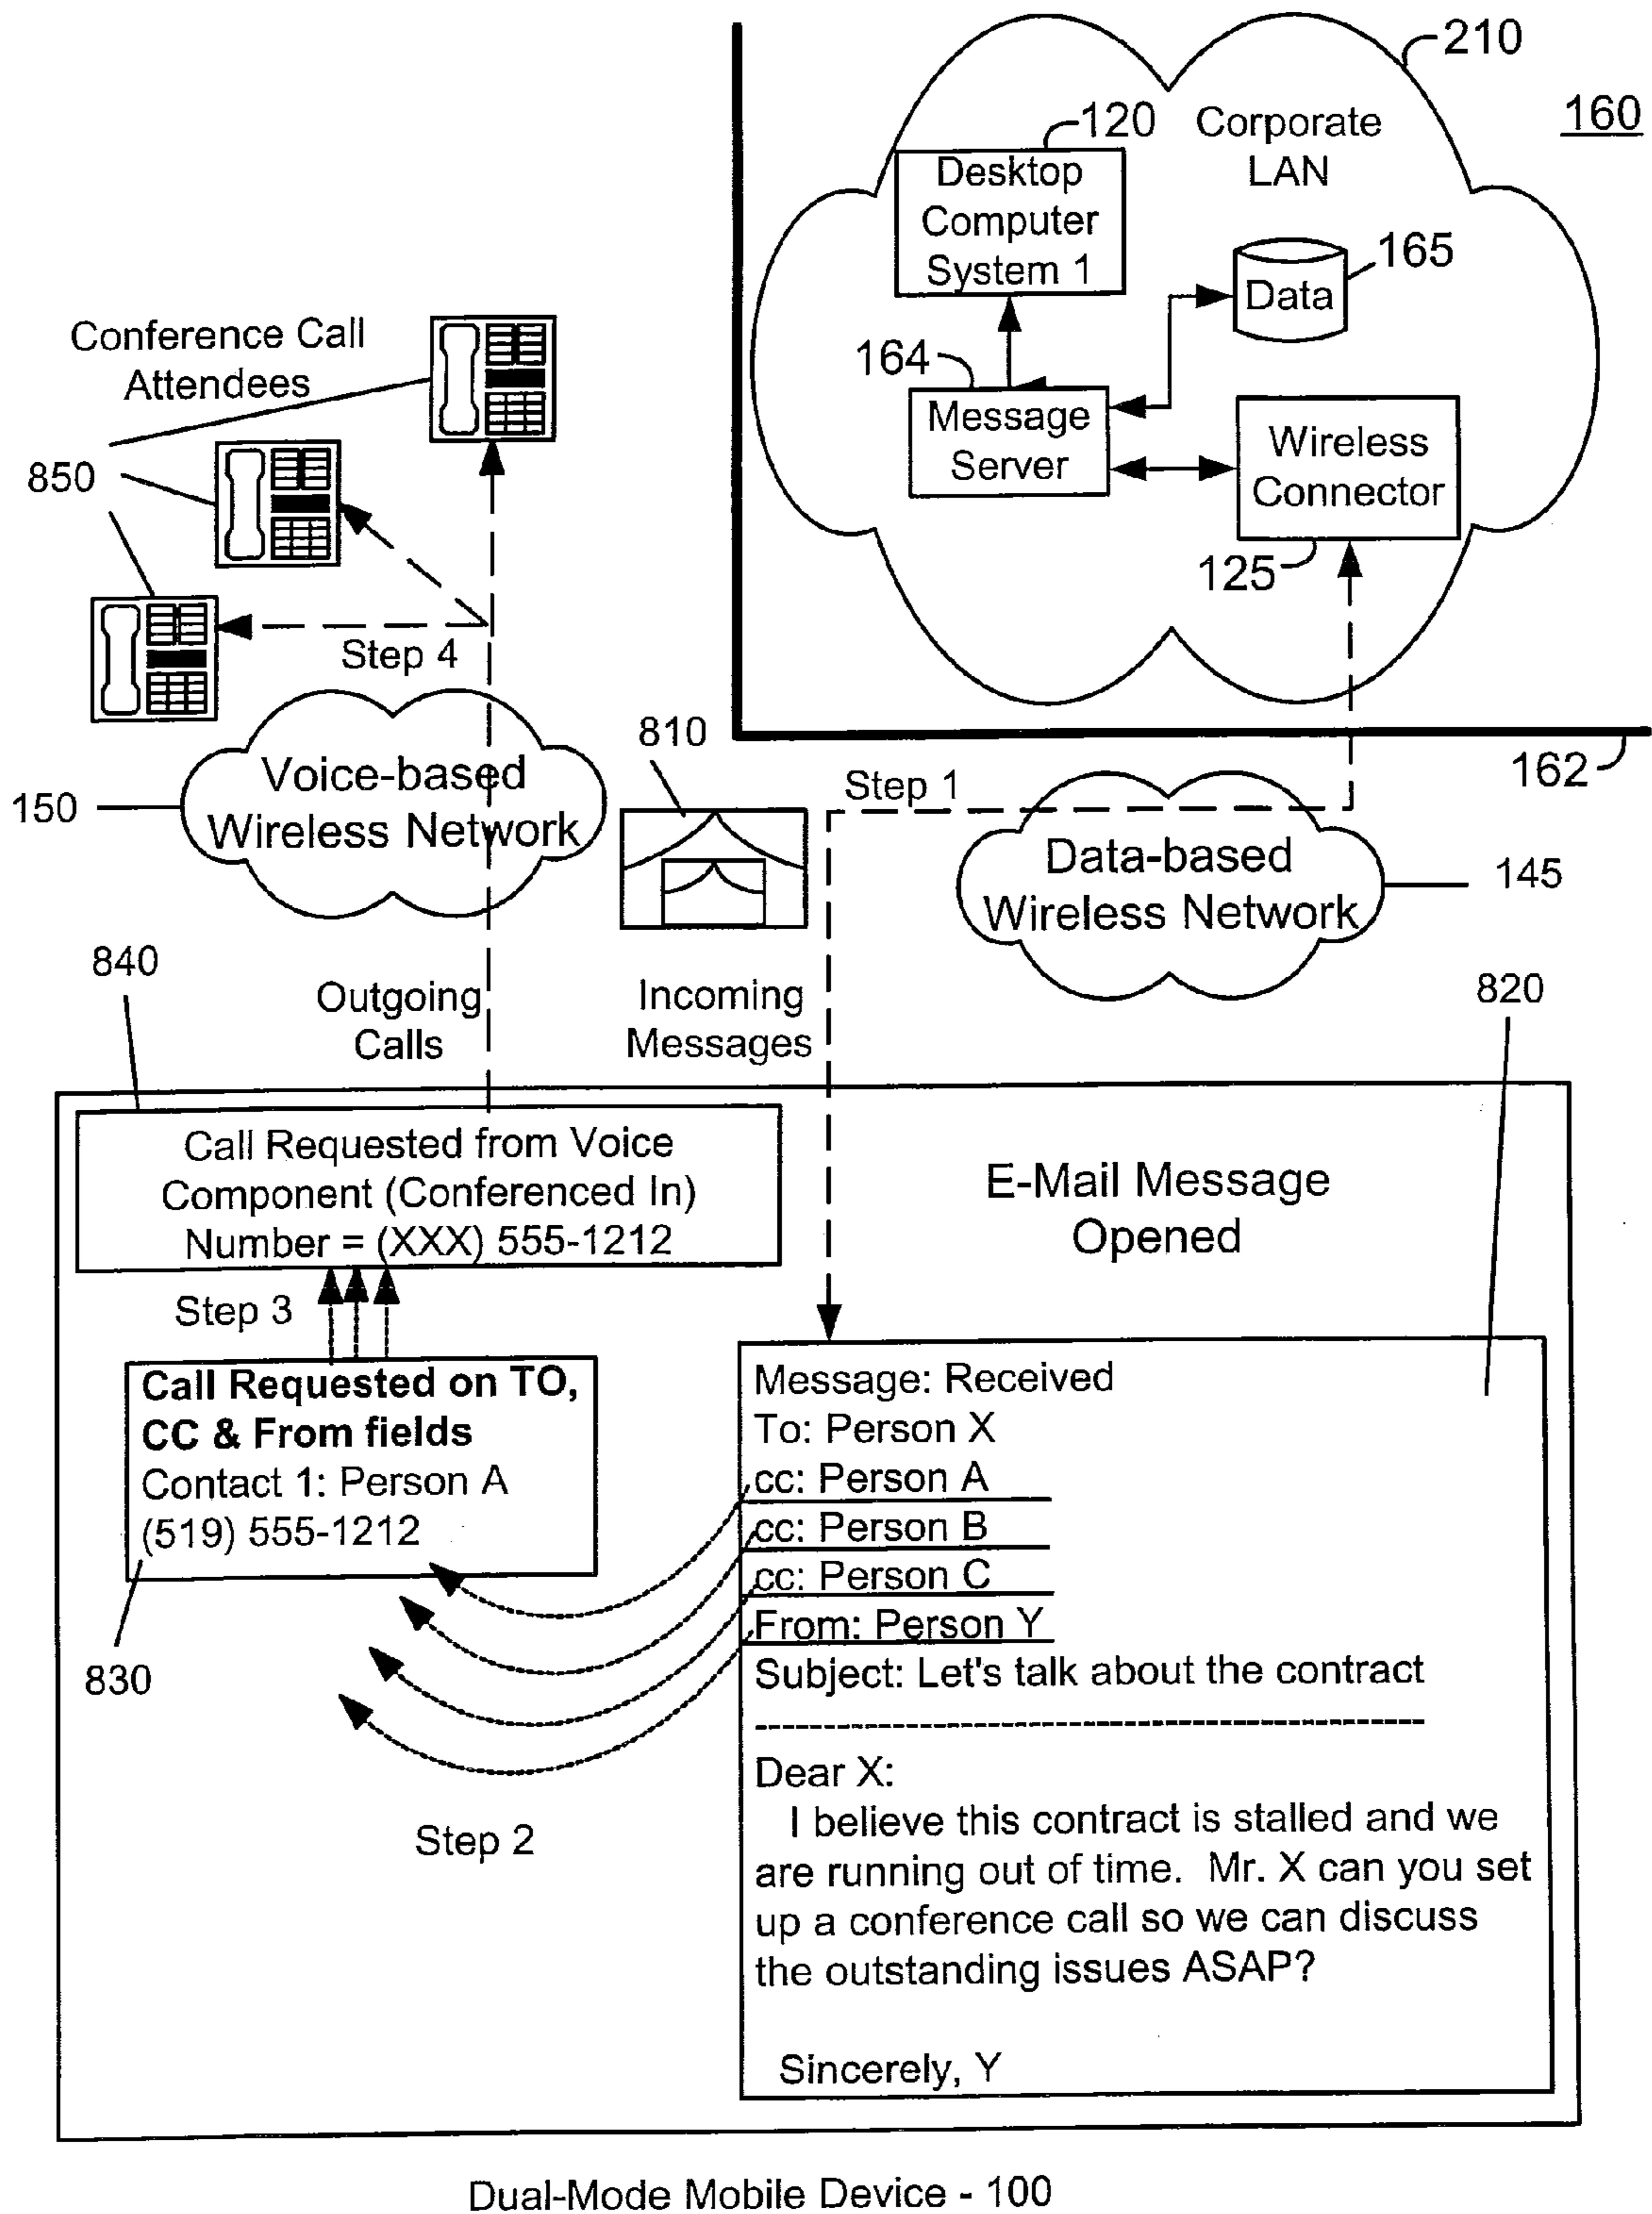 210
160
120
Corporate
LAN
Desktop
Computer
System 1
165
Data
Conference Call
Attendees
164
Message
Server
Wireless
Connector
850
125
Step 4
810
162
Voice-based
Wireless Network
150
Step 1
Data-based
Wireless Network
145
840
820
Outgoing
Calls
Incoming
Messages
Call Requested from Voice
Component (Conferenced In)
Number = (XXX) 555-1212
E-Mail Message
Opened
Step 3
Call Requested on TO,
CC & From fields
Contact 1: Person A
(519) 555-1212
830
Step 2
Message: Received
To: Person X
cc: Person A
cc: Person B
cc: Person C
From: Person Y
Subject: Let's talk about the contract
Dear X:
I believe this contract is stalled and we
are running out of time. Mr. X can you set
up a conference call so we can discuss
the outstanding issues ASAP?
Sincerely, Y
Dual-Mode Mobile Device - 100